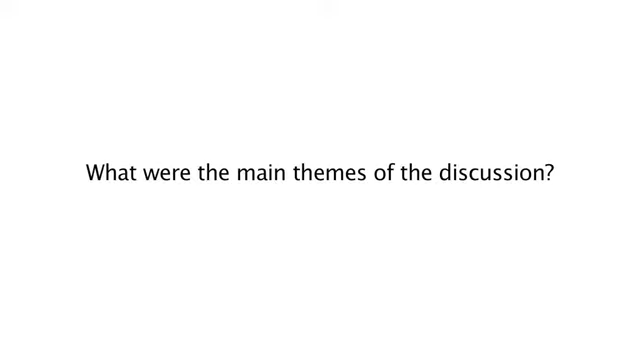 What were the main themes of the discussion?